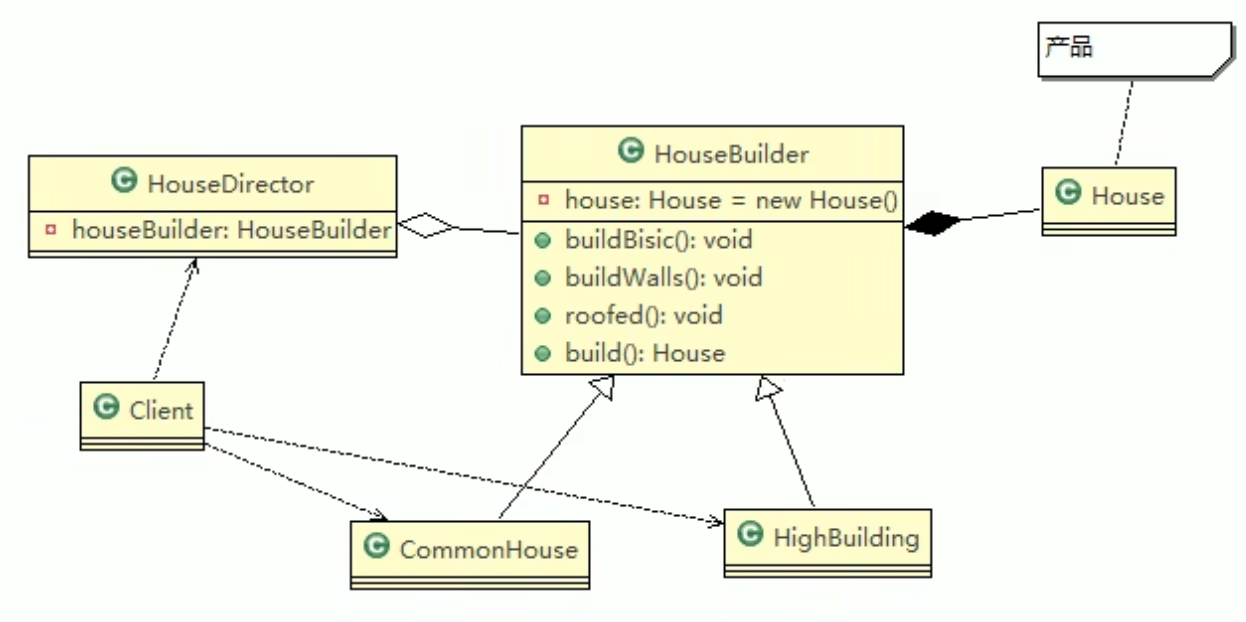 产品
HouseBuilder
house: House = new House()
buildBisic(): void
buildWalls(): void
roofed(): void
build(): House
HouseDirector
houseBuilder: HouseBuilder
House
Client
CommonHouse
HighBuilding